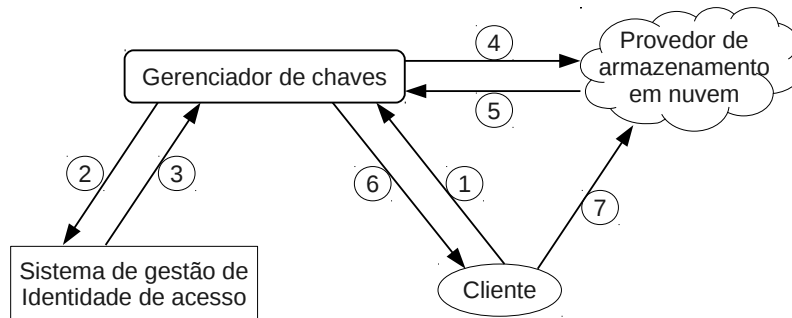 4
Provedor de
armazenamento
em nuvem
Gerenciador de chaves
5
2
3
6
1
7
Sistema de gestão de
Identidade de acesso
Cliente